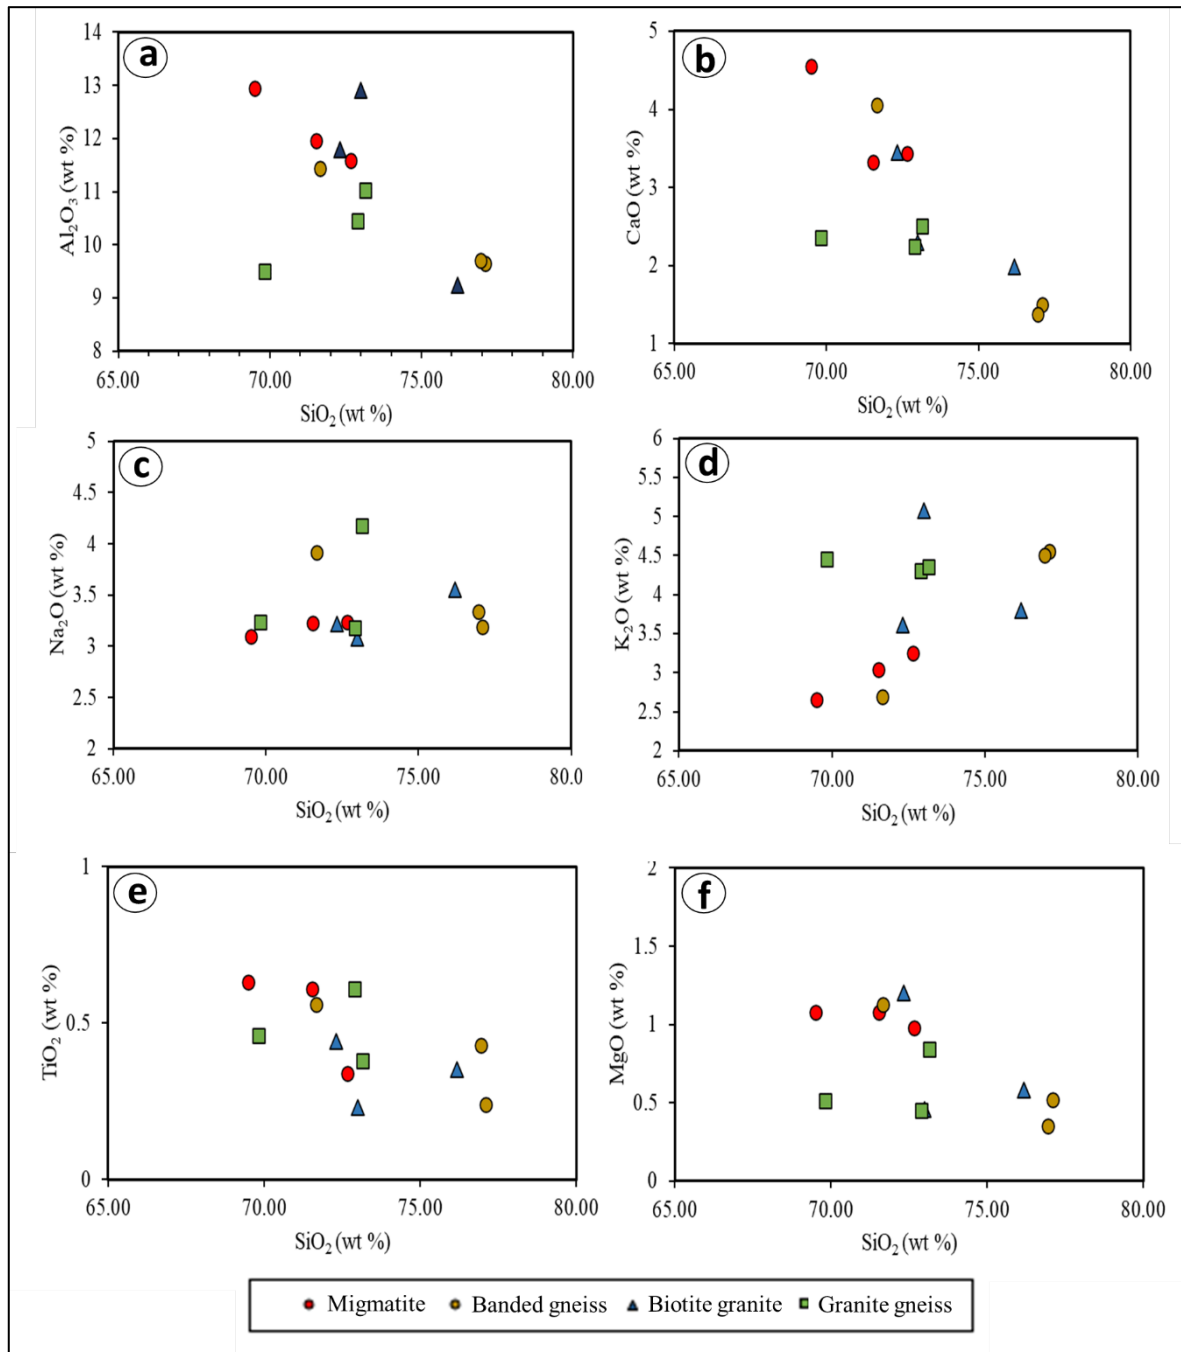 a
14
13
12
11
10
9
8
Al₂O₃ (wt %)
65.00 70.00 75.00 80.00
SiO₂ (wt %)
b
5
4
3
2
1
CaO (wt %)
65.00 70.00 75.00 80.00
SiO₂ (wt %)
c
5
4.5
4
3.5
3
2.5
2
Na₂O (wt %)
65.00 70.00 75.00 80.0
SiO₂ (wt %)
d
6
5.5
5
4.5
4
3.5
3
2.5
2
K₂O (wt %)
65.00 70.00 75.00 80.00
SiO₂ (wt %)
e
1
0.5
0
TiO₂ (wt %)
65.00 70.00 75.00 80.00
SiO₂ (wt %)
f
2
1.5
1
0.5
0
MgO (wt %)
65.00 70.00 75.00 80.00
SiO₂ (wt %)
Migmatite Banded gneiss Biotite granite Granite gneiss